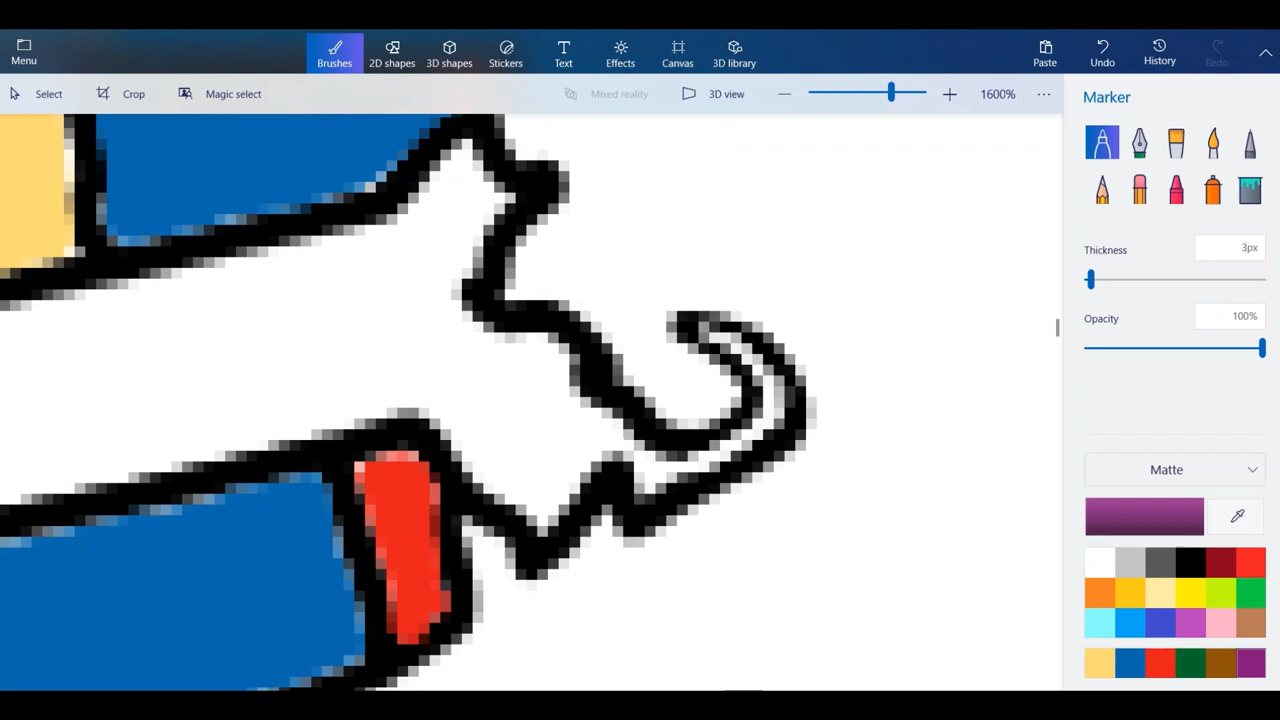 Menu
Brushes
2D shapes
3D shapes
Stickers
Text
Effects
Canvas
3D library
Paste
Undo
History
Redo
Select
Crop
Magic select
Mixed reality
3D view
1600%
Marker
Thickness
3px
Opacity
100%
Matte